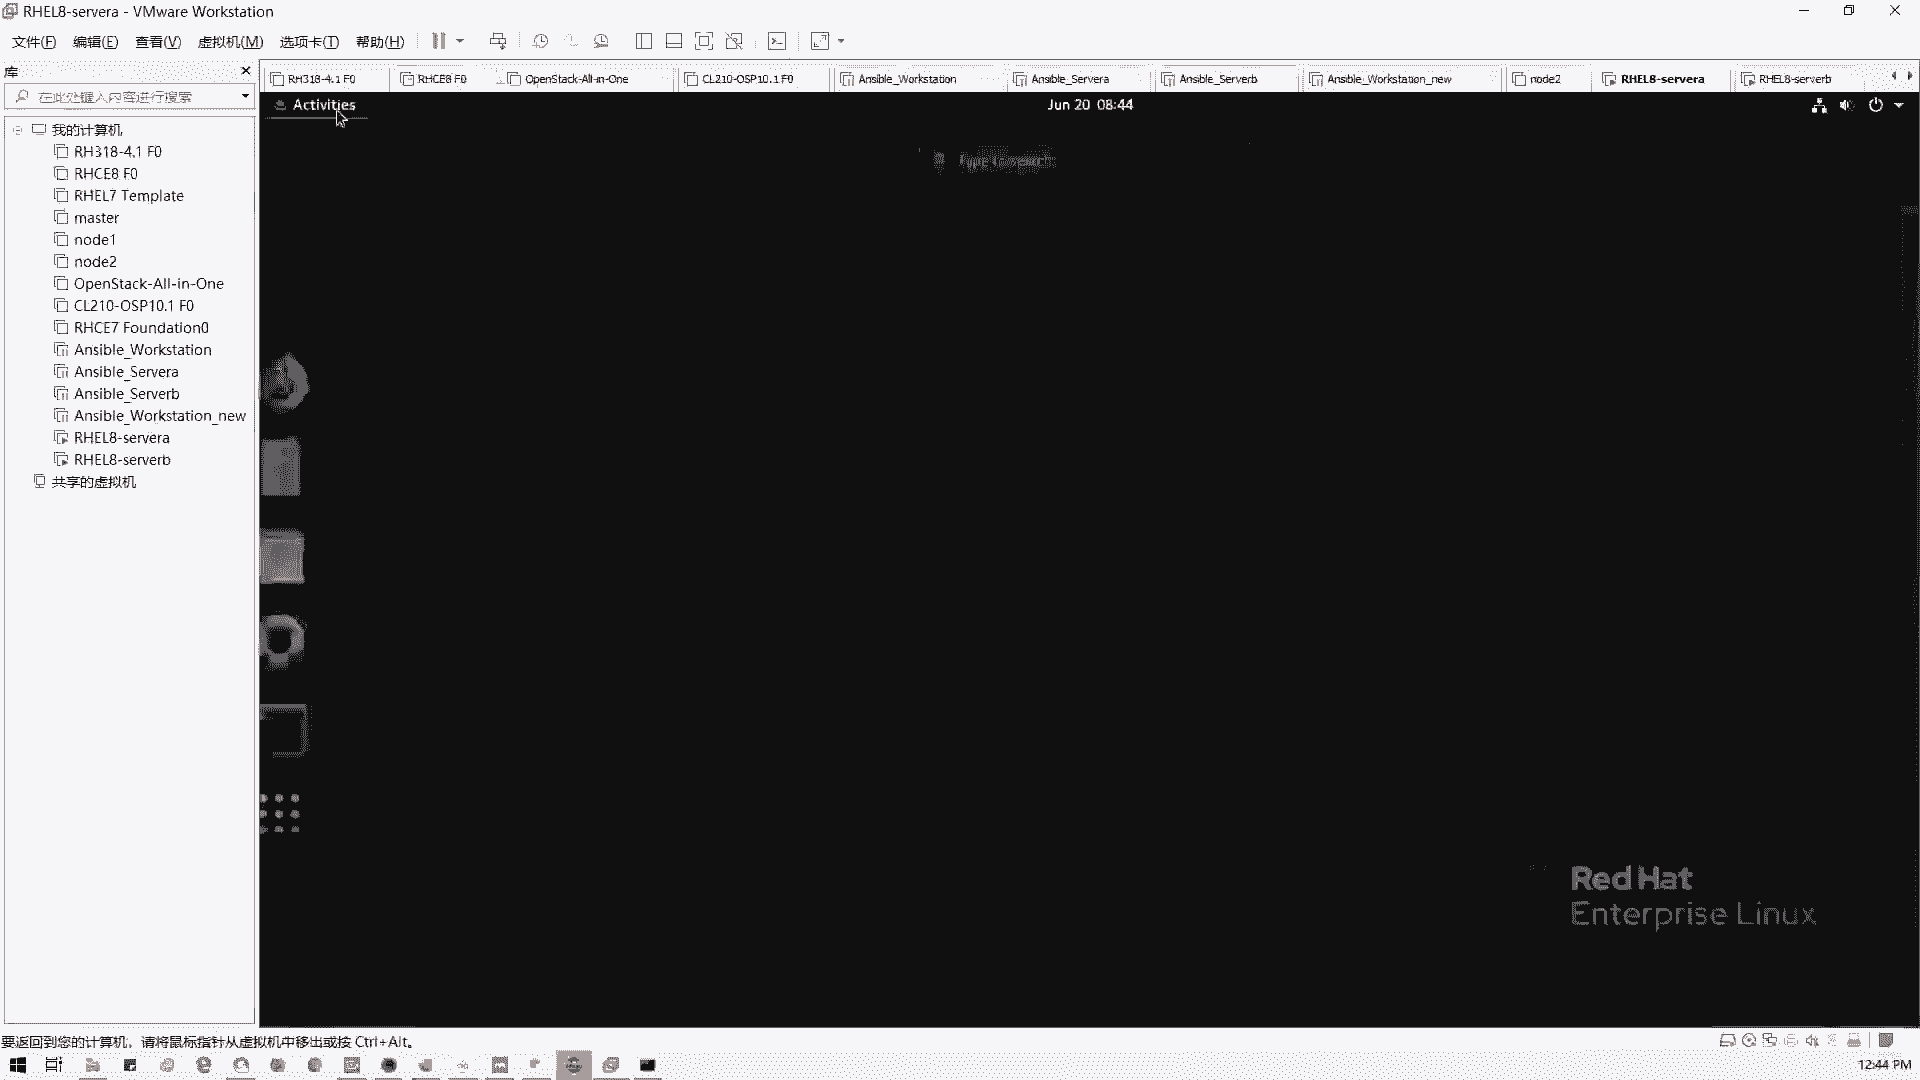 RHEL8-servera - VMware Workstation
文件(F) 编辑(E) 查看(V) 虚拟机(M) 选项卡(T) 帮助(H)
库
在此处键入内容进行搜索
我的计算机
RH318-4.1 F0
RHCE8 F0
RHEL7 Template
master
node1
node2
OpenStack-All-in-One
CL210-OSP10.1 F0
RHCE7 Foundation0
Ansible_Workstation
Ansible_Servera
Ansible_Serverb
Ansible_Workstation_new
RHEL8-servera
RHEL8-serverb
共享的虚拟机
RH318-4.1 F0 RHCE8 F0 OpenStack-All-in-One CL210-OSP10.1 F0 Ansible_Workstation Ansible_Servera Ansible_Serverb Ansible_Workstation_new node2 RHEL8-servera RHEL8-serverb
Activities Jun 20 08:44
Type to search
Red Hat
Enterprise Linux
要返回到您的计算机，请将鼠标指针从虚拟机中移出或按 Ctrl+Alt。
12:44 PM